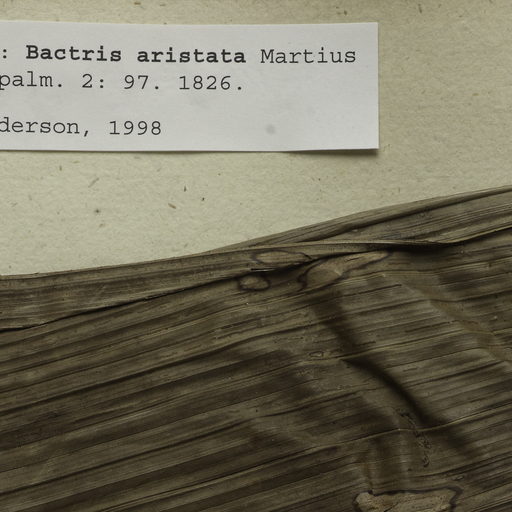 : Bactris aristata Martius
palm. 2: 97. 1826.
derson, 1998